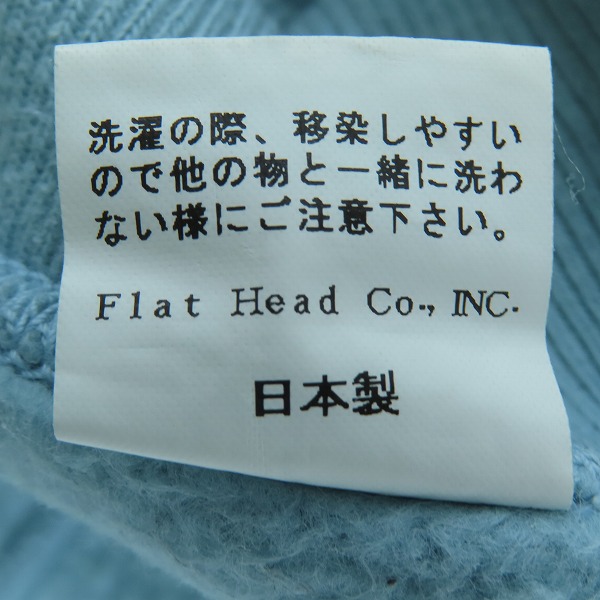 洗濯の際、移染しやすい
ので他の物と一緒に洗わ
ない様にご注意下さい。
Flat Head Co., INC.
日本製